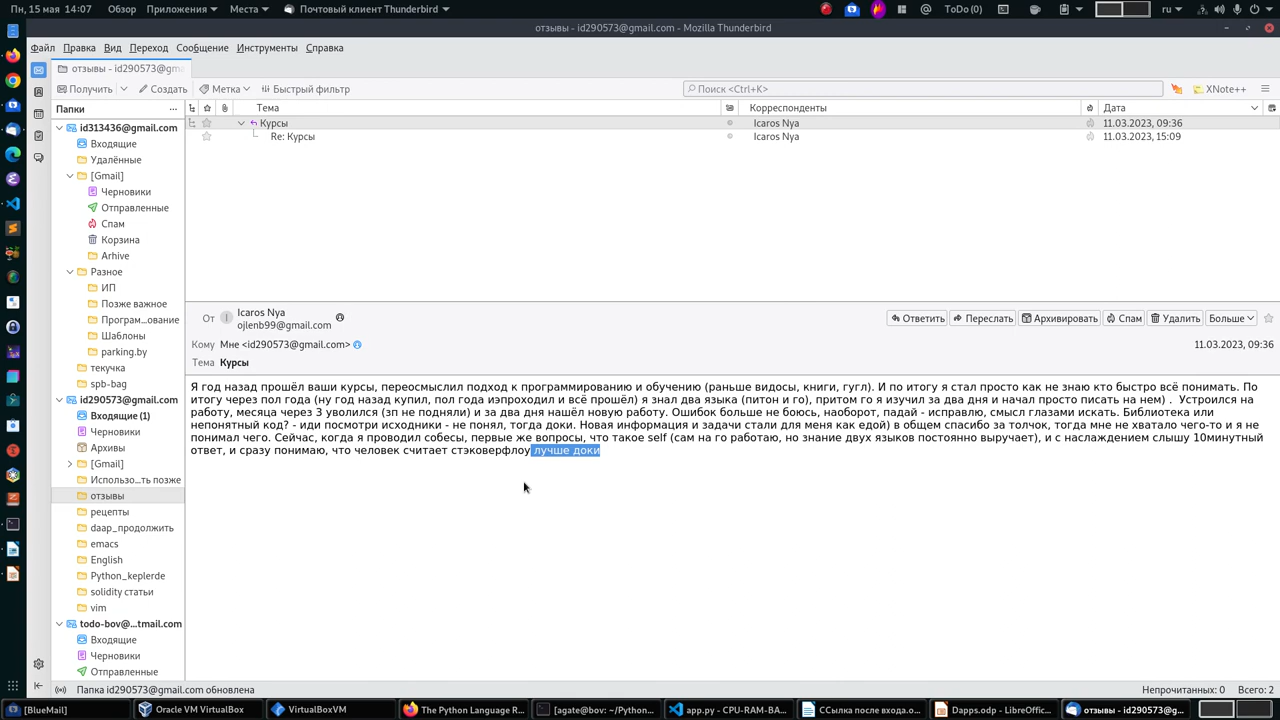 Пн, 15 мая 14:07 Обзор Приложения Места Почтовый клиент Thunderbird ToDo (0) ru
отзывы - id290573@gmail.com - Mozilla Thunderbird
Файл Правка Вид Переход Сообщение Инструменты Справка
отзывы - id290573@gma
Получить Создать Метка Быстрый фильтр Поиск <Ctrl+K> XNote++
Папки ...
id313436@gmail.com
Входящие
Удалённые
[Gmail]
Черновики
Отправленные
Спам
Корзина
Arhive
Разное
ИП
Позже важное
Програм...ование
Шаблоны
parking.by
текучка
spb-bag
id290573@gmail.com
Входящие (1)
Черновики
Архивы
[Gmail]
Использо...ть позже
отзывы
рецепты
daap_продолжить
emacs
English
Python_keplerde
solidity статьи
vim
todo-bov@...tmail.com
Входящие
Черновики
Отправленные
Тема Корреспонденты Дата
Курсы Icaros Nya 11.03.2023, 09:36
Re: Курсы Icaros Nya 11.03.2023, 15:09
От I Icaros Nya
ojlenb99@gmail.com
Ответить Переслать Архивировать Спам Удалить Больше
Кому Мне <id290573@gmail.com> 11.03.2023, 09:36
Тема Курсы
Я год назад прошёл ваши курсы, переосмыслил подход к программированию и обучению (раньше видосы, книги, гугл). И по итогу я стал просто как не знаю кто быстро всё понимать. По
итогу через пол года (ну год назад купил, пол года иэпроходил и всё прошёл) я знал два языка (питон и го), притом го я изучил за два дня и начал просто писать на нем) . Устроился на
работу, месяца через 3 уволился (зп не подняли) и за два дня нашёл новую работу. Ошибок больше не боюсь, наоборот, падай - исправлю, смысл глазами искать. Библиотека или
непонятный код? - иди посмотри исходники - не понял, тогда доки. Новая информация и задачи стали для меня как едой) в общем спасибо за толчок, тогда мне не хватало чего-то и я не
понимал чего. Сейчас, когда я проводил собесы, первые же вопросы, что такое self (сам на го работаю, но знание двух языков постоянно выручает), и с наслаждением слышу 10минутный
ответ, и сразу понимаю, что человек считает стэковерфлоу лучше доки
Папка id290573@gmail.com обновлена Непрочитанных: 0 Всего: 2
[BlueMail] Oracle VM VirtualBox VirtualBoxVM The Python Language R... [agate@bov: ~/Python... app.py - CPU-RAM-BA... ССылка после входа.o... Dapps.odp - LibreOffic... отзывы - id290573@g...